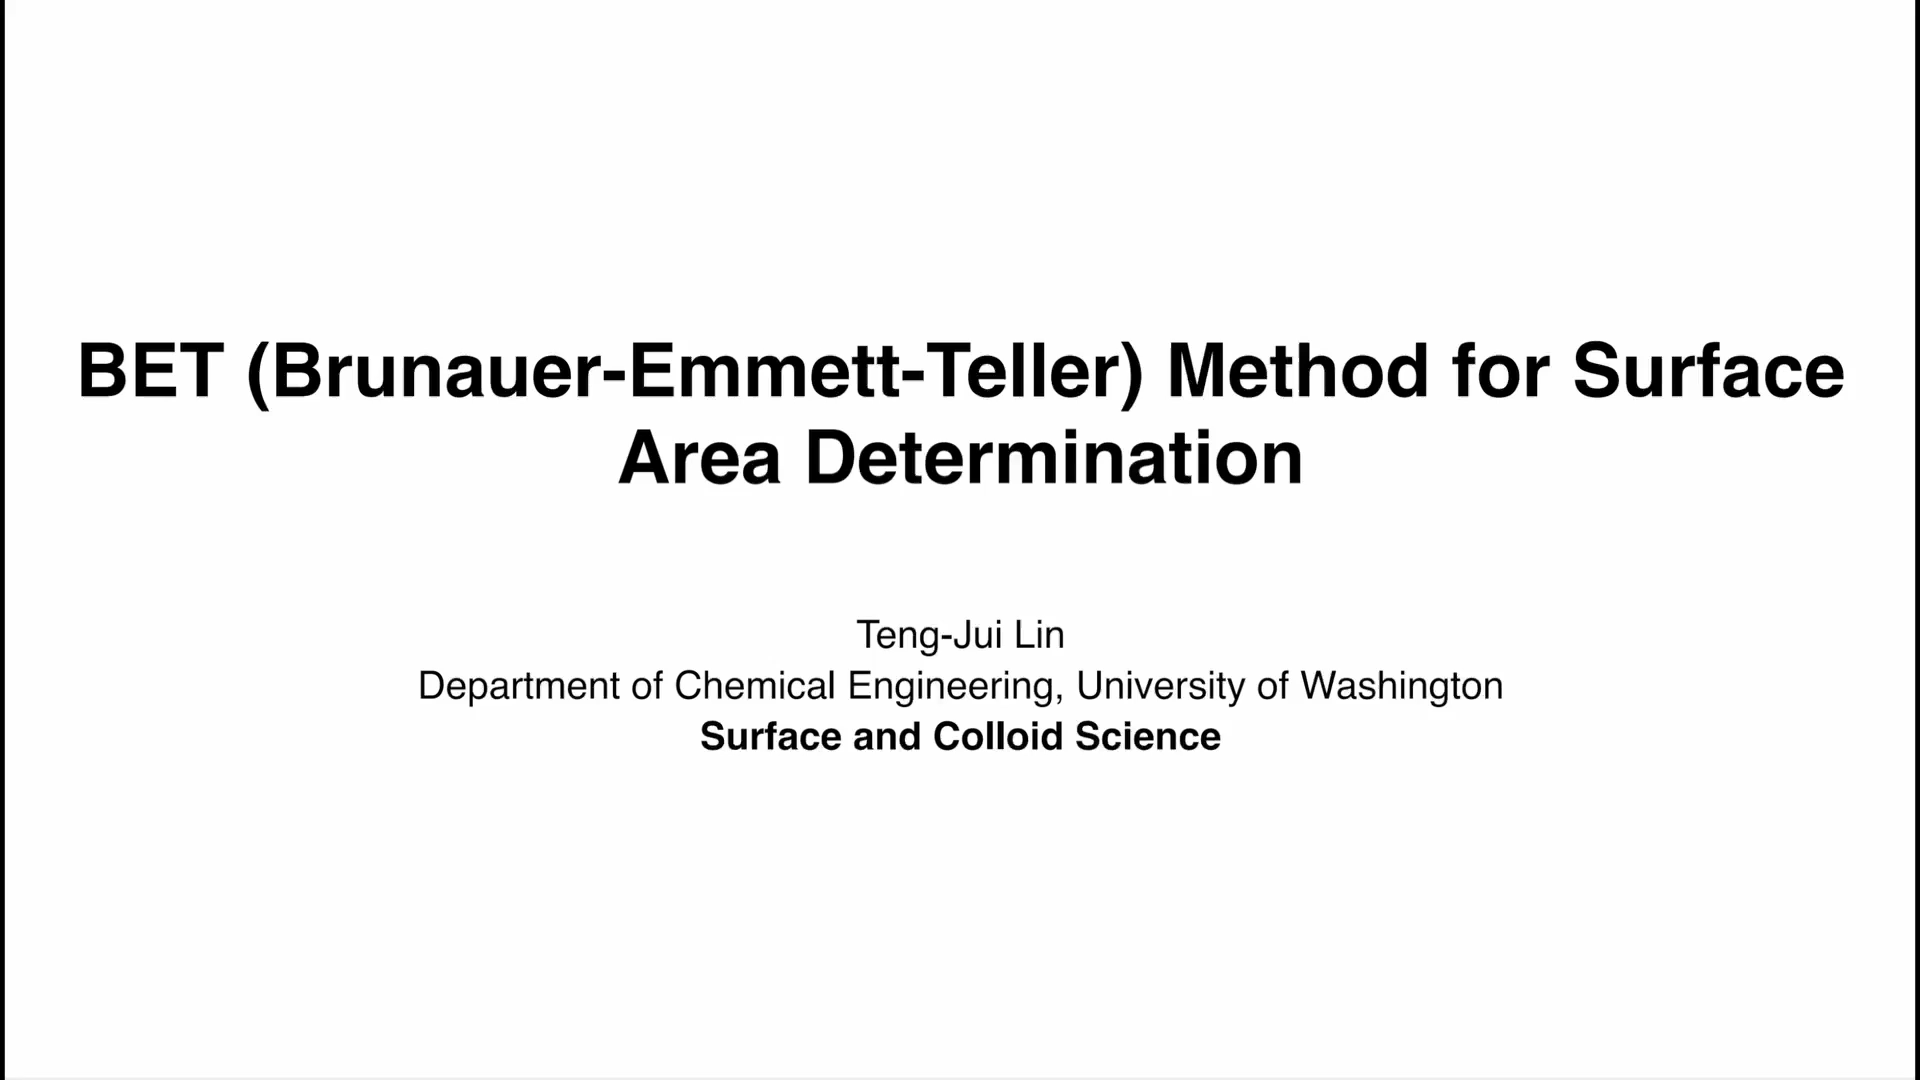 BET (Brunauer-Emmett-Teller) Method for Surface
Area Determination
Teng-Jui Lin
Department of Chemical Engineering, University of Washington
Surface and Colloid Science